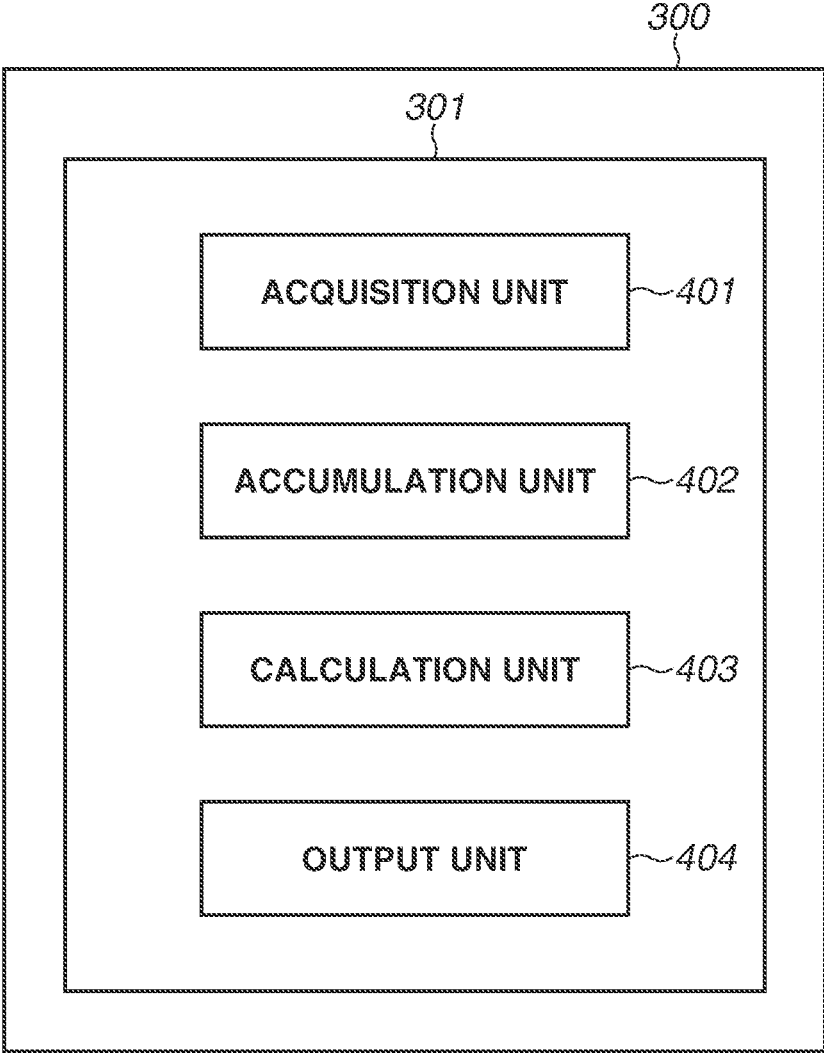 300
301
ACQUISITION UNIT 401
ACCUMULATION UNIT 402
CALCULATION UNIT 403
OUTPUT UNIT 404